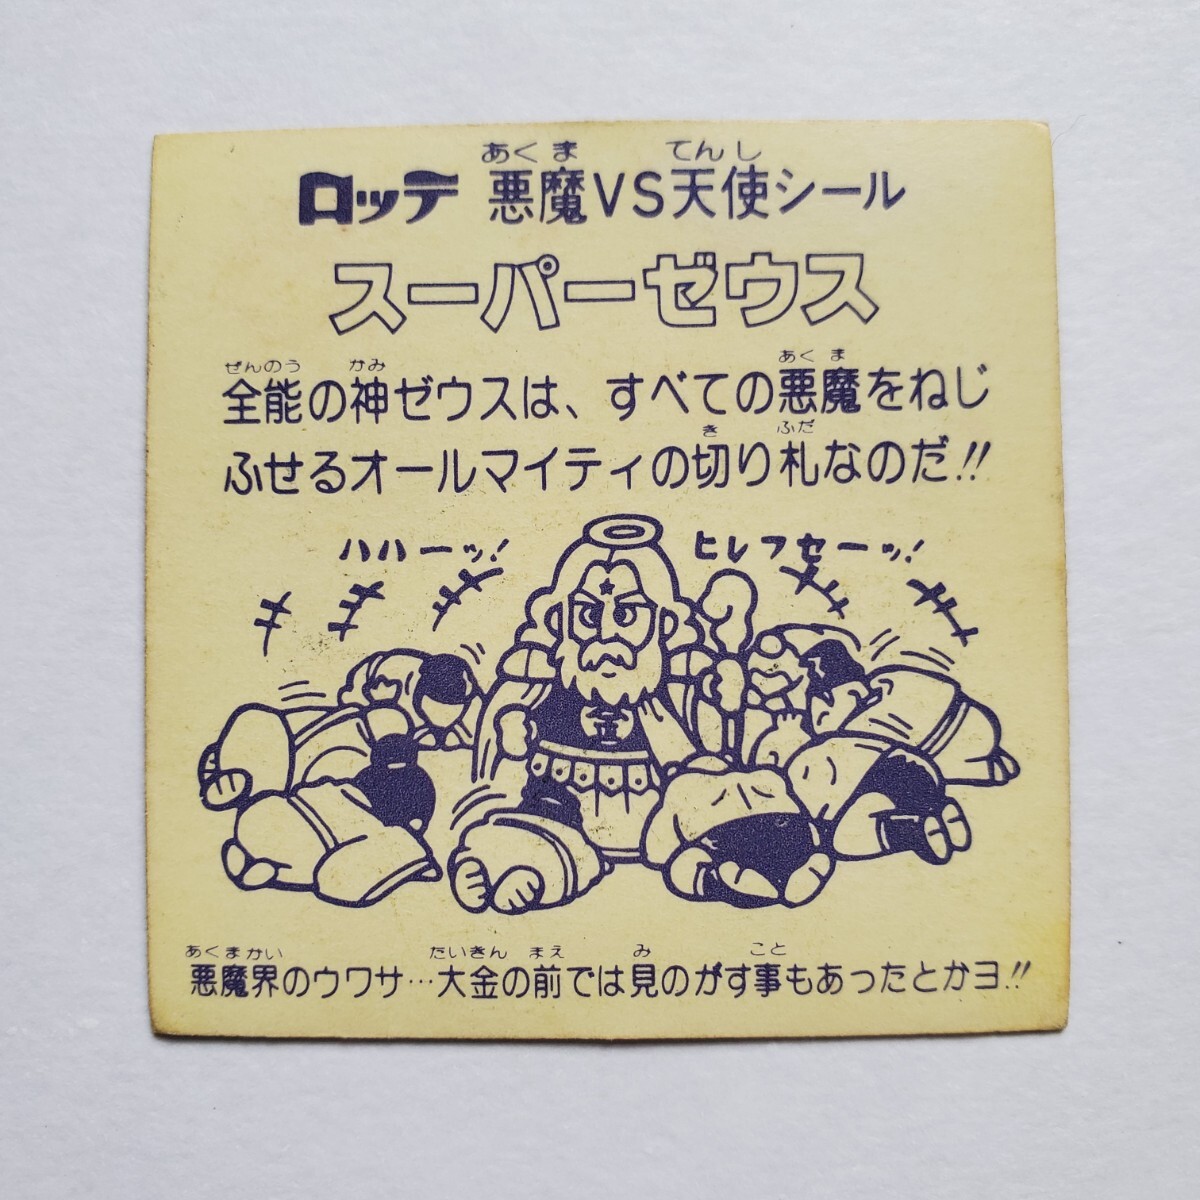 あくま てんし
ロッテ 悪魔VS天使シール
スーパーゼウス
ぜんのう かみ あくま
全能の神ゼウスは、すべての悪魔をねじ
き ふだ
ふせるオールマイティの切り札なのだ!!
ハハーッ! ヒレフセーッ!
金
あくまかい たいきん まえ み こと
悪魔界のウワサ…大金の前では見のがす事もあったとかヨ!!